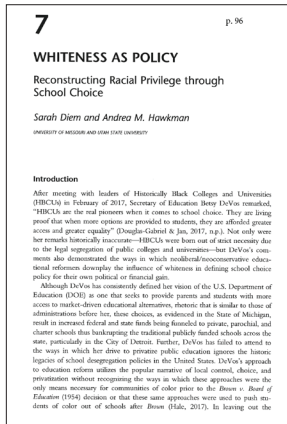 7
p. 96
WHITENESS AS POLICY
Reconstructing Racial Privilege through
School Choice
Sarah Diem and Andrea M. Hawkman
UNIVERSITY OF MISSOURI AND UTAH STATE UNIVERSITY
Introduction
After meeting with leaders of Historically Black Colleges and Universities
(HBCUs) in February of 2017, Secretary of Education Betsy DeVos remarked,
"HBCUs are the real pioneers when it comes to school choice. They are living
proof that when more options are provided to students, they are afforded greater
access and greater equality" (Douglas-Gabriel & Jan, 2017, n.p.). Not only were
her remarks historically inaccurate—HBCUs were born out of strict necessity due
to the legal segregation of public colleges and universities—but DeVos's com-
ments also demonstrated the ways in which neoliberal/neoconservative educa-
tional reformers downplay the influence of whiteness in defining school choice
policy for their own political or financial gain.
Although DeVos has consistently defined her vision of the U.S. Department of
Education (DOE) as one that seeks to provide parents and students with more
access to market-driven educational alternatives, rhetoric that is similar to those of
administrations before her, these choices, as evidenced in the State of Michigan,
result in increased federal and state funds being funneled to private, parochial, and
charter schools thus bankrupting the traditional publicly funded schools across the
state, particularly in the City of Detroit. Further, DeVos has failed to attend to
the ways in which her drive to privatize public education ignores the historic
legacies of school desegregation policies in the United States. DeVos's approach
to education reform utilizes the popular narrative of local control, choice, and
privatization without recognizing the ways in which these approaches were the
only means necessary for communities of color prior to the Brown v. Board of
Education (1954) decision or that these same approaches were used to push stu-
dents of color out of schools after Brown (Hale, 2017). In leaving out the